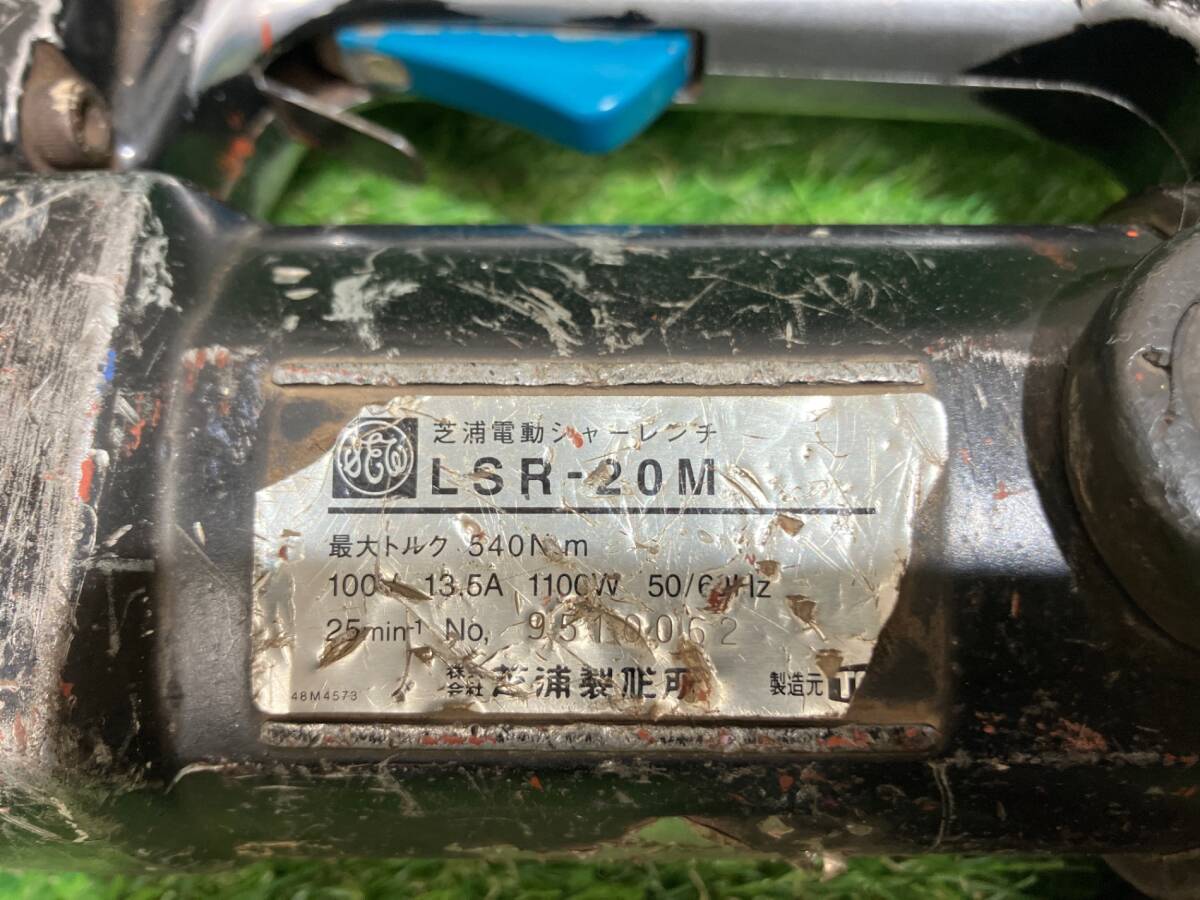 芝浦電動シャーレンチ
LSR-20M
最大トルク 540N m
100 13.5A 1100W 50/60Hz
25min-1 No, 9510062
株式会社 芝浦製作所 製造元
48M4573